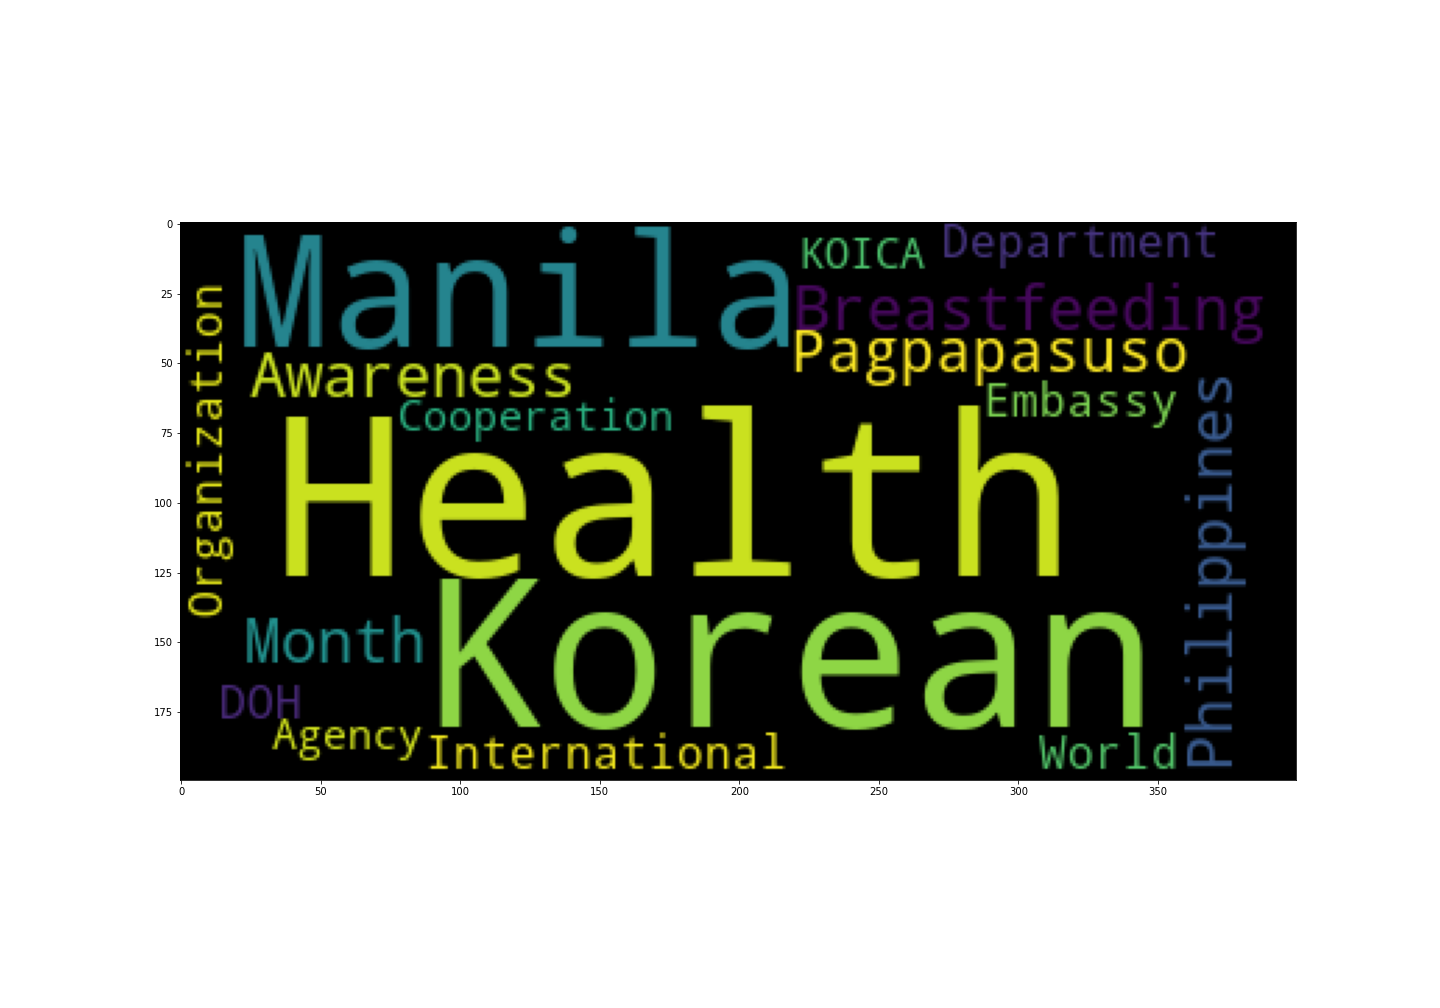 Manila
KOICA
Department
Breastfeeding
Organization
Pagpapasuso
Awareness
Cooperation
Embassy
Philippines
Health
Korean
Month
DOH
Agency
International
World
0
25
50
75
100
125
150
175
0
50
100
150
200
250
300
350